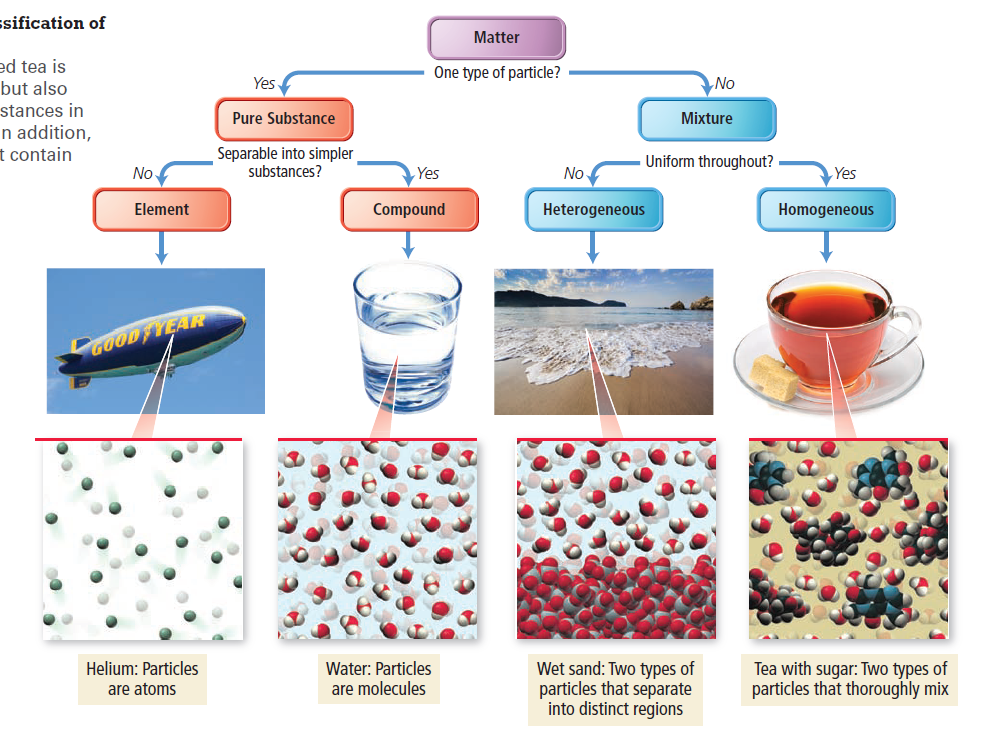 ssification of
ed tea is
but also
stances in
n addition,
t contain
Matter
One type of particle?
Yes
No
Pure Substance
Mixture
Separable into simpler
substances?
Uniform throughout?
No
Yes
No
Yes
Element
Compound
Heterogeneous
Homogeneous
GOOD YEAR
Helium: Particles
are atoms
Water: Particles
are molecules
Wet sand: Two types of
particles that separate
into distinct regions
Tea with sugar: Two types of
particles that thoroughly mix